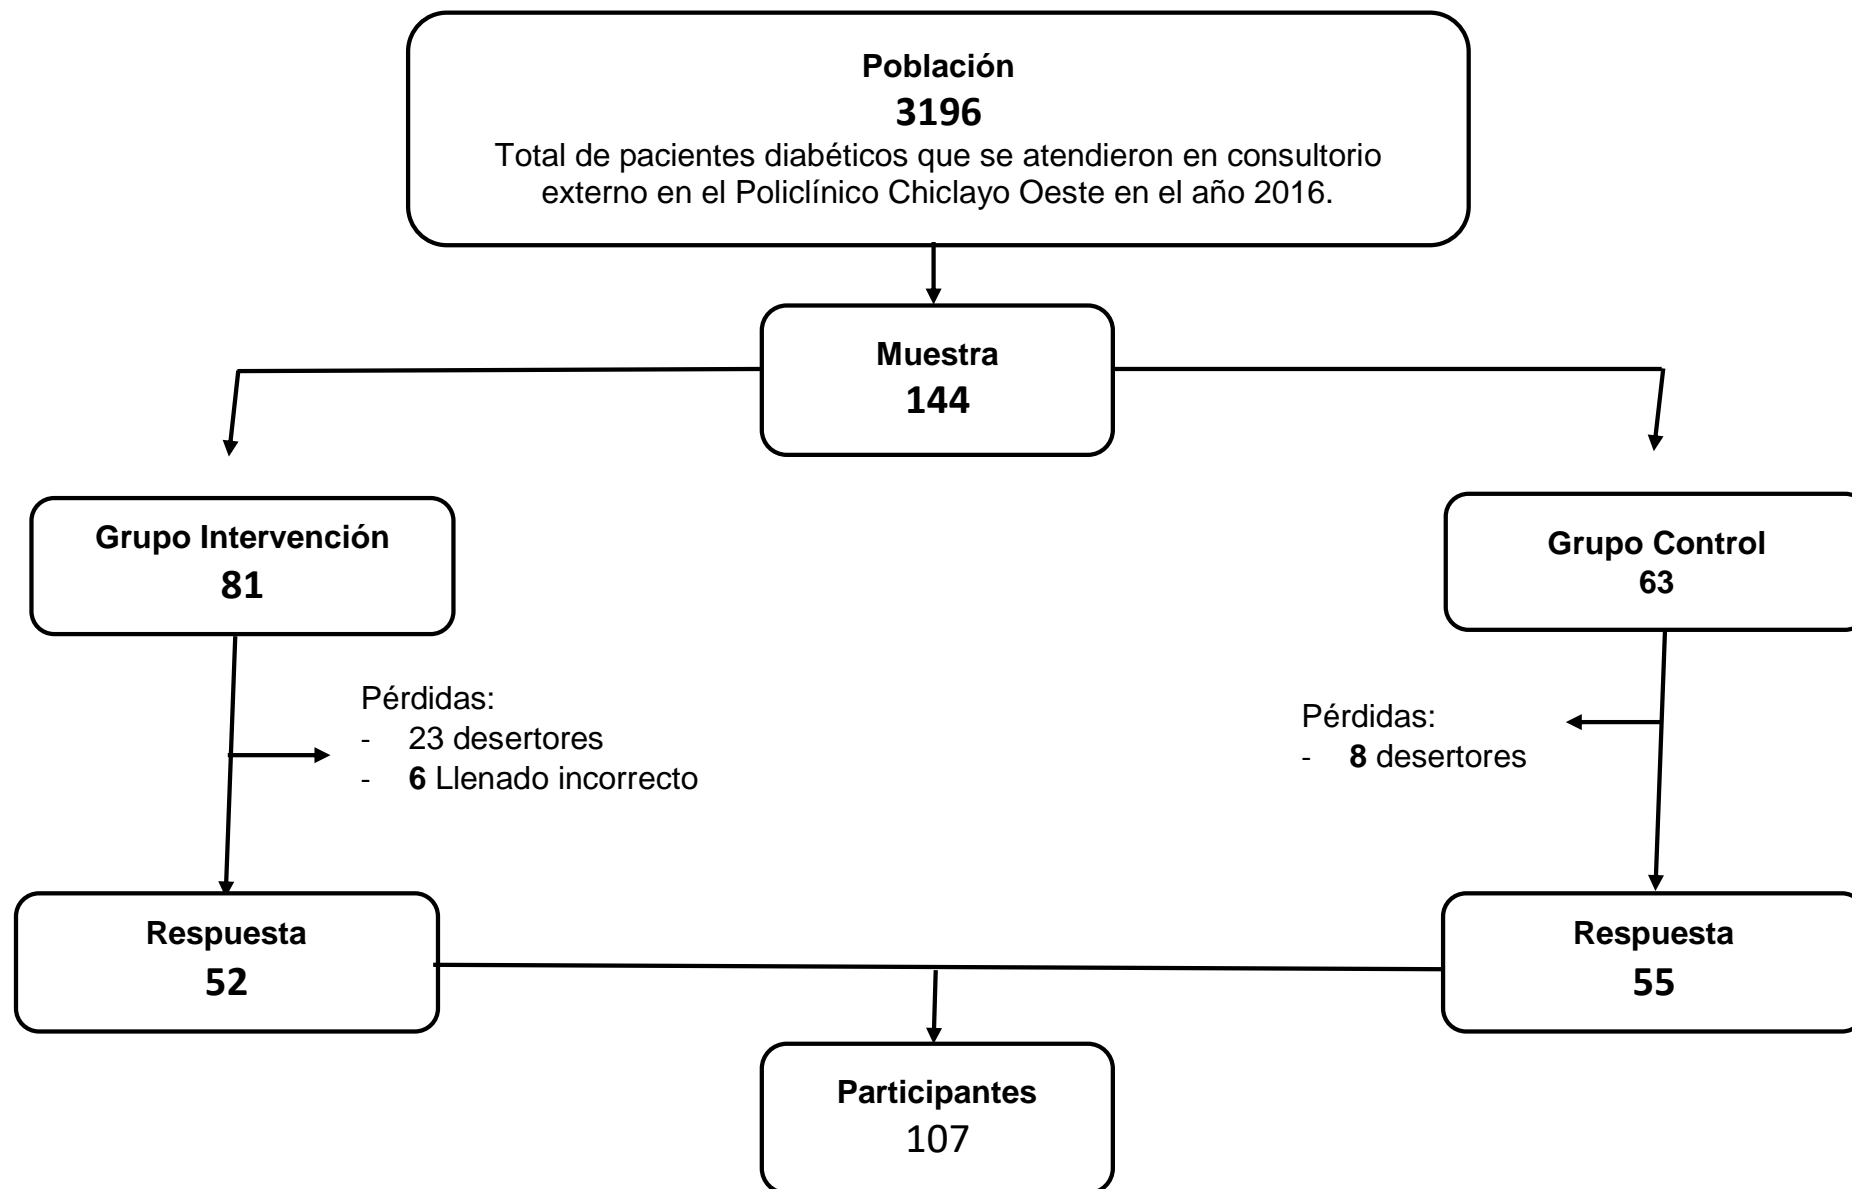 Población
3196
Total de pacientes diabéticos que se atendieron en consultorio
externo en el Policlínico Chiclayo Oeste en el año 2016.
Muestra
144
Grupo Intervención
81
Grupo Control
63
Pérdidas:
- 23 desertores
- 6 Llenado incorrecto
Pérdidas:
- 8 desertores
Respuesta
52
Respuesta
55
Participantes
107